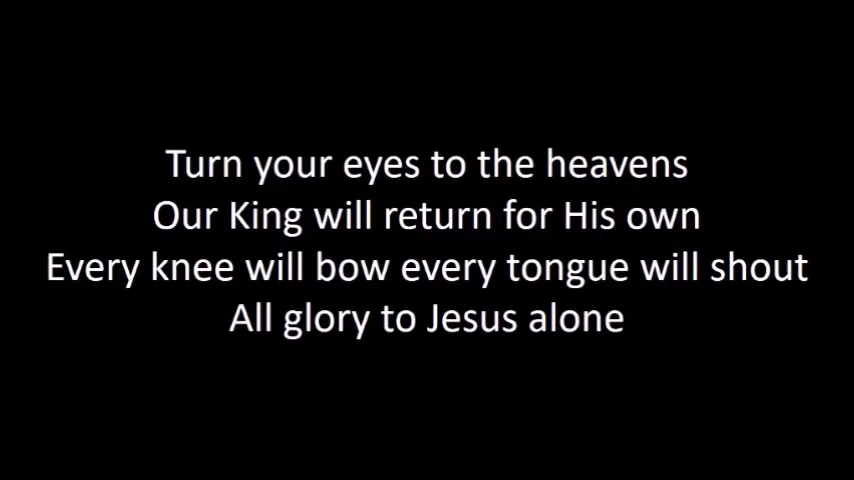 Turn your eyes to the heavens
Our King will return for His own
Every knee will bow every tongue will shout
All glory to Jesus alone